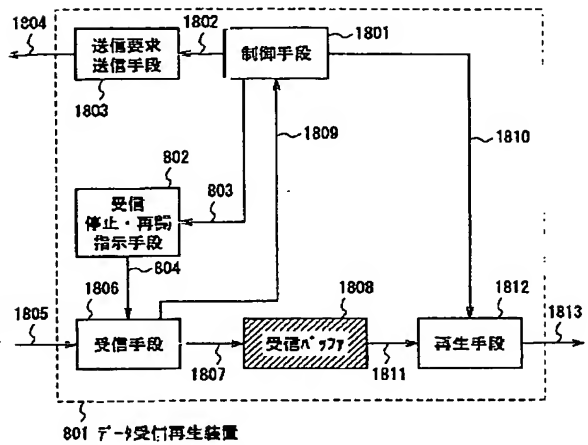 1804
1802
1801
送信要求
送信手段
制御手段
1803
1809
1810
802
803
受信
停止・再開
指示手段
804
1805
1806
1808
1812
1813
受信手段
受信バッファ
再生手段
1807
1811
801 データ受信再生装置